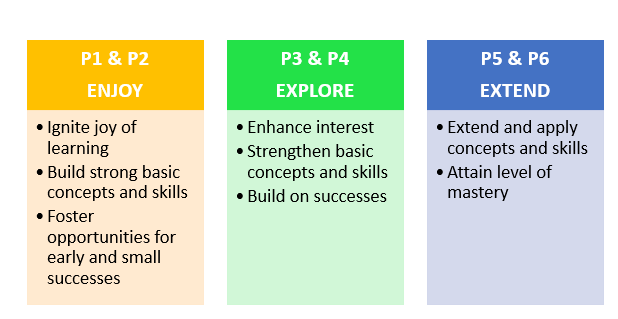 P1 & P2
ENJOY
• Ignite joy of
learning
• Build strong basic
concepts and skills
• Foster
opportunities for
early and small
successes
P3 & P4
EXPLORE
• Enhance interest
• Strengthen basic
concepts and skills
• Build on successes
P5 & P6
EXTEND
• Extend and apply
concepts and skills
• Attain level of
mastery